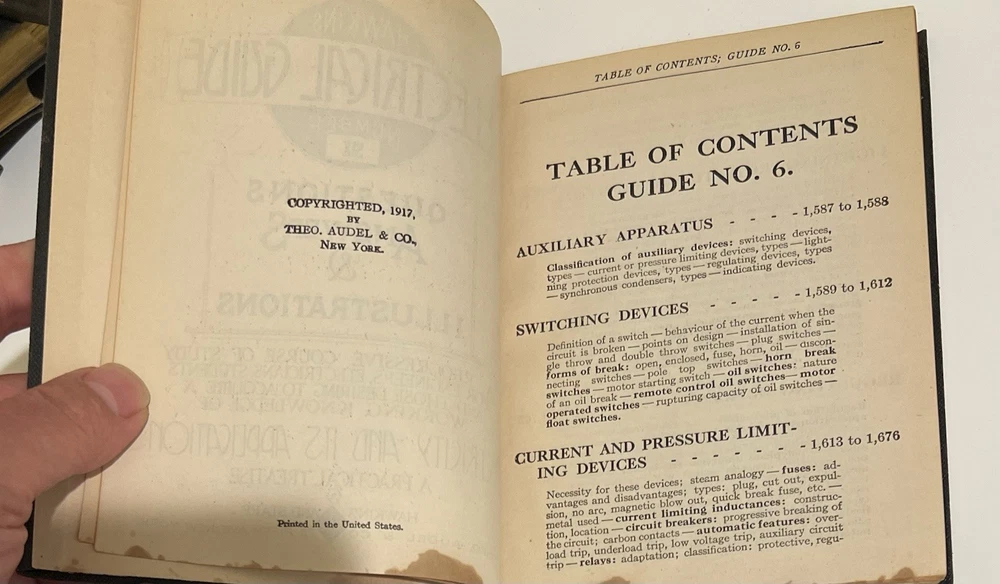 COPYRIGHTED, 1917,
BY
THEO. AUDEL & CO.,
NEW YORK.
Printed in the United States.
TABLE OF CONTENTS; GUIDE NO. 6
TABLE OF CONTENTS
GUIDE NO. 6.
AUXILIARY APPARATUS - - - - 1,587 to 1,588
Classification of auxiliary devices: switching devices,
types — current or pressure limiting devices, types — light-
ning protection devices, types — regulating devices, types
— synchronous condensers, types — indicating devices.
SWITCHING DEVICES - - - - - 1,589 to 1,612
Definition of a switch — behaviour of the current when the
circuit is broken — points on design — installation of sin-
gle throw and double throw switches — plug switches —
forms of break: open, enclosed, fuse, horn, oil — discon-
necting switches — pole top switches — horn break
switches — motor starting switch — oil switches: nature
of an oil break — remote control oil switches — motor
operated switches — rupturing capacity of oil switches —
float switches.
CURRENT AND PRESSURE LIMIT-
ING DEVICES - - - - - - 1,613 to 1,676
Necessity for these devices; steam analogy — fuses: ad-
vantages and disadvantages; types: plug, cut out, expul-
sion, no arc, magnetic blow out, quick break fuse, etc. —
metal used — current limiting inductances: construc-
tion, location — circuit breakers: progressive breaking of
the circuit; carbon contacts — automatic features: over-
load trip, underload trip, low voltage trip, auxiliary circuit
trip — relays: adaptation; classification: protective, regu-